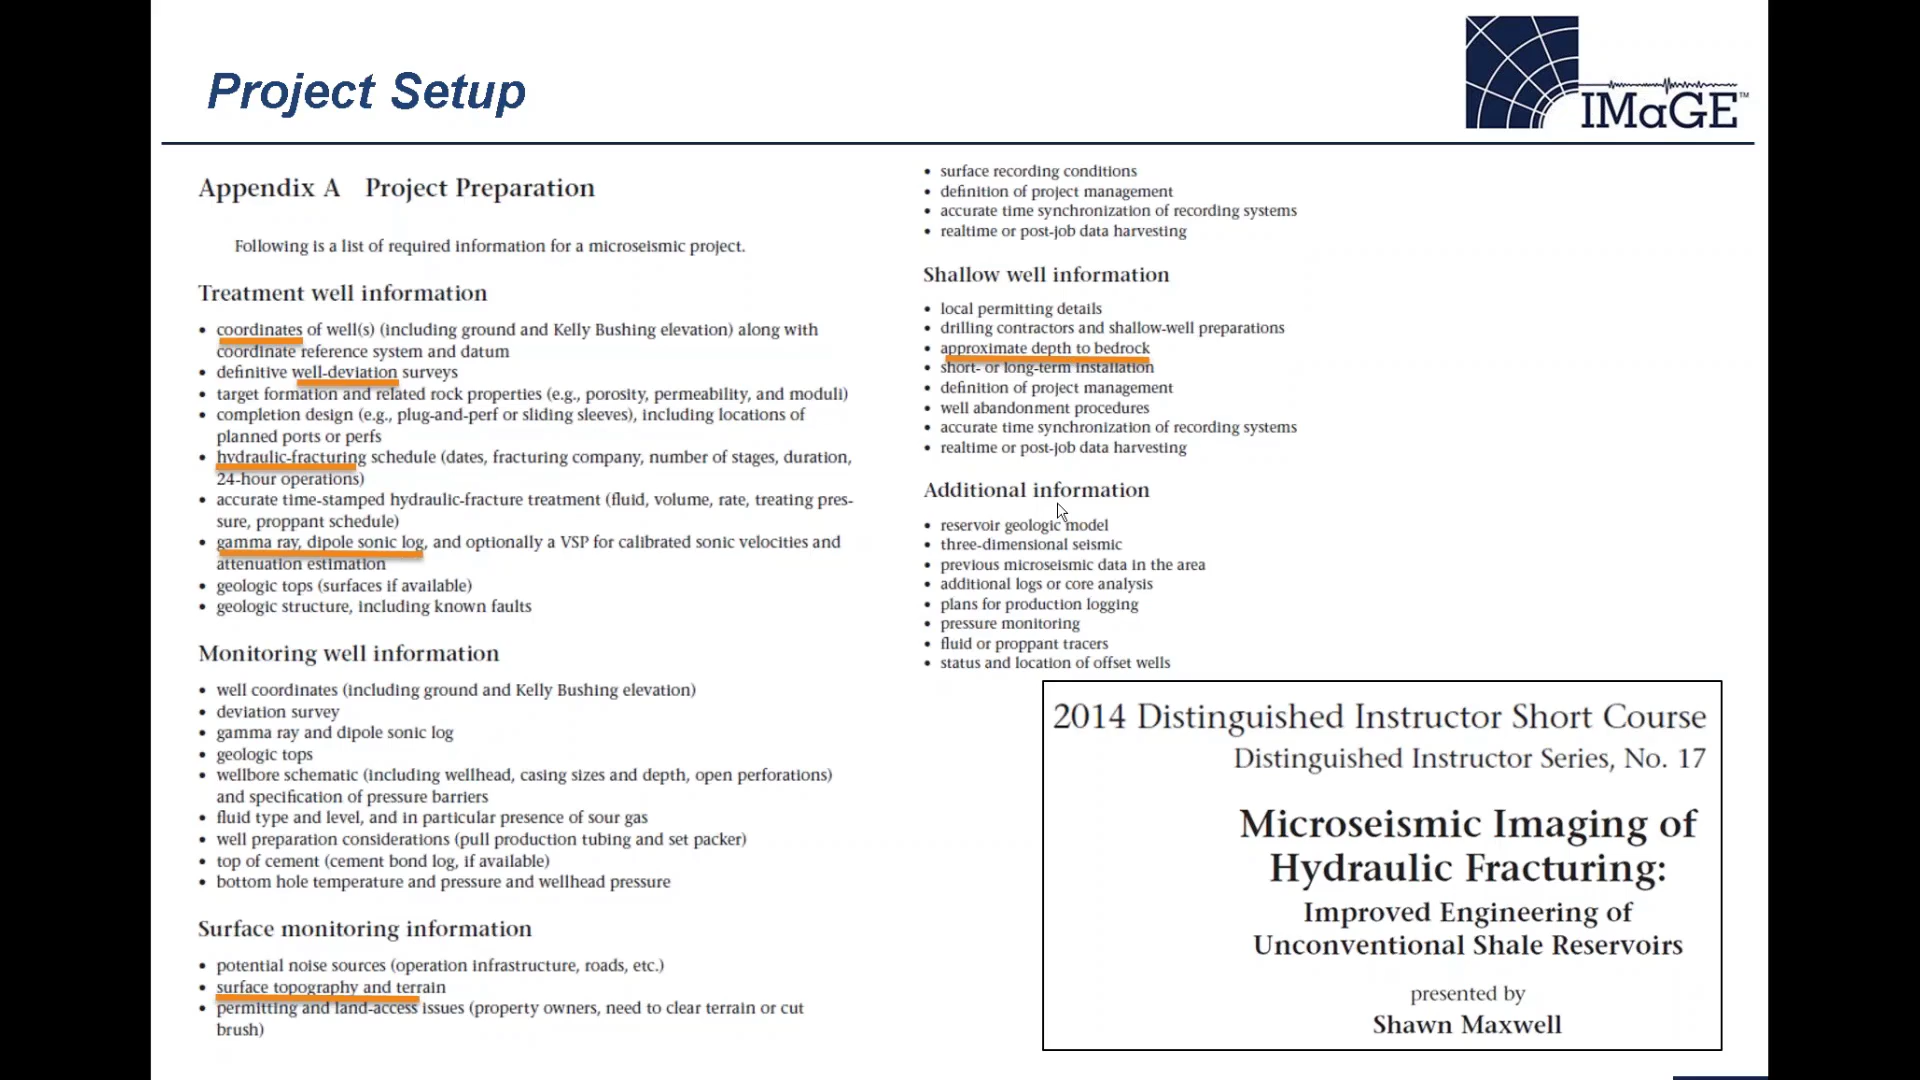 Project Setup
IMaGE™
Appendix A Project Preparation
Following is a list of required information for a microseismic project.
Treatment well information
• coordinates of well(s) (including ground and Kelly Bushing elevation) along with
coordinate reference system and datum
• definitive well-deviation surveys
• target formation and related rock properties (e.g., porosity, permeability, and moduli)
• completion design (e.g., plug-and-perf or sliding sleeves), including locations of
planned ports or perfs
• hydraulic-fracturing schedule (dates, fracturing company, number of stages, duration,
24-hour operations)
• accurate time-stamped hydraulic-fracture treatment (fluid, volume, rate, treating pres-
sure, proppant schedule)
• gamma ray, dipole sonic log, and optionally a VSP for calibrated sonic velocities and
attenuation estimation
• geologic tops (surfaces if available)
• geologic structure, including known faults
Monitoring well information
• well coordinates (including ground and Kelly Bushing elevation)
• deviation survey
• gamma ray and dipole sonic log
• geologic tops
• wellbore schematic (including wellhead, casing sizes and depth, open perforations)
and specification of pressure barriers
• fluid type and level, and in particular presence of sour gas
• well preparation considerations (pull production tubing and set packer)
• top of cement (cement bond log, if available)
• bottom hole temperature and pressure and wellhead pressure
Surface monitoring information
• potential noise sources (operation infrastructure, roads, etc.)
• surface topography and terrain
• permitting and land-access issues (property owners, need to clear terrain or cut
brush)
• surface recording conditions
• definition of project management
• accurate time synchronization of recording systems
• realtime or post-job data harvesting
Shallow well information
• local permitting details
• drilling contractors and shallow-well preparations
• approximate depth to bedrock
• short- or long-term installation
• definition of project management
• well abandonment procedures
• accurate time synchronization of recording systems
• realtime or post-job data harvesting
Additional information
• reservoir geologic model
• three-dimensional seismic
• previous microseismic data in the area
• additional logs or core analysis
• plans for production logging
• pressure monitoring
• fluid or proppant tracers
• status and location of offset wells
2014 Distinguished Instructor Short Course
Distinguished Instructor Series, No. 17
Microseismic Imaging of
Hydraulic Fracturing:
Improved Engineering of
Unconventional Shale Reservoirs
presented by
Shawn Maxwell